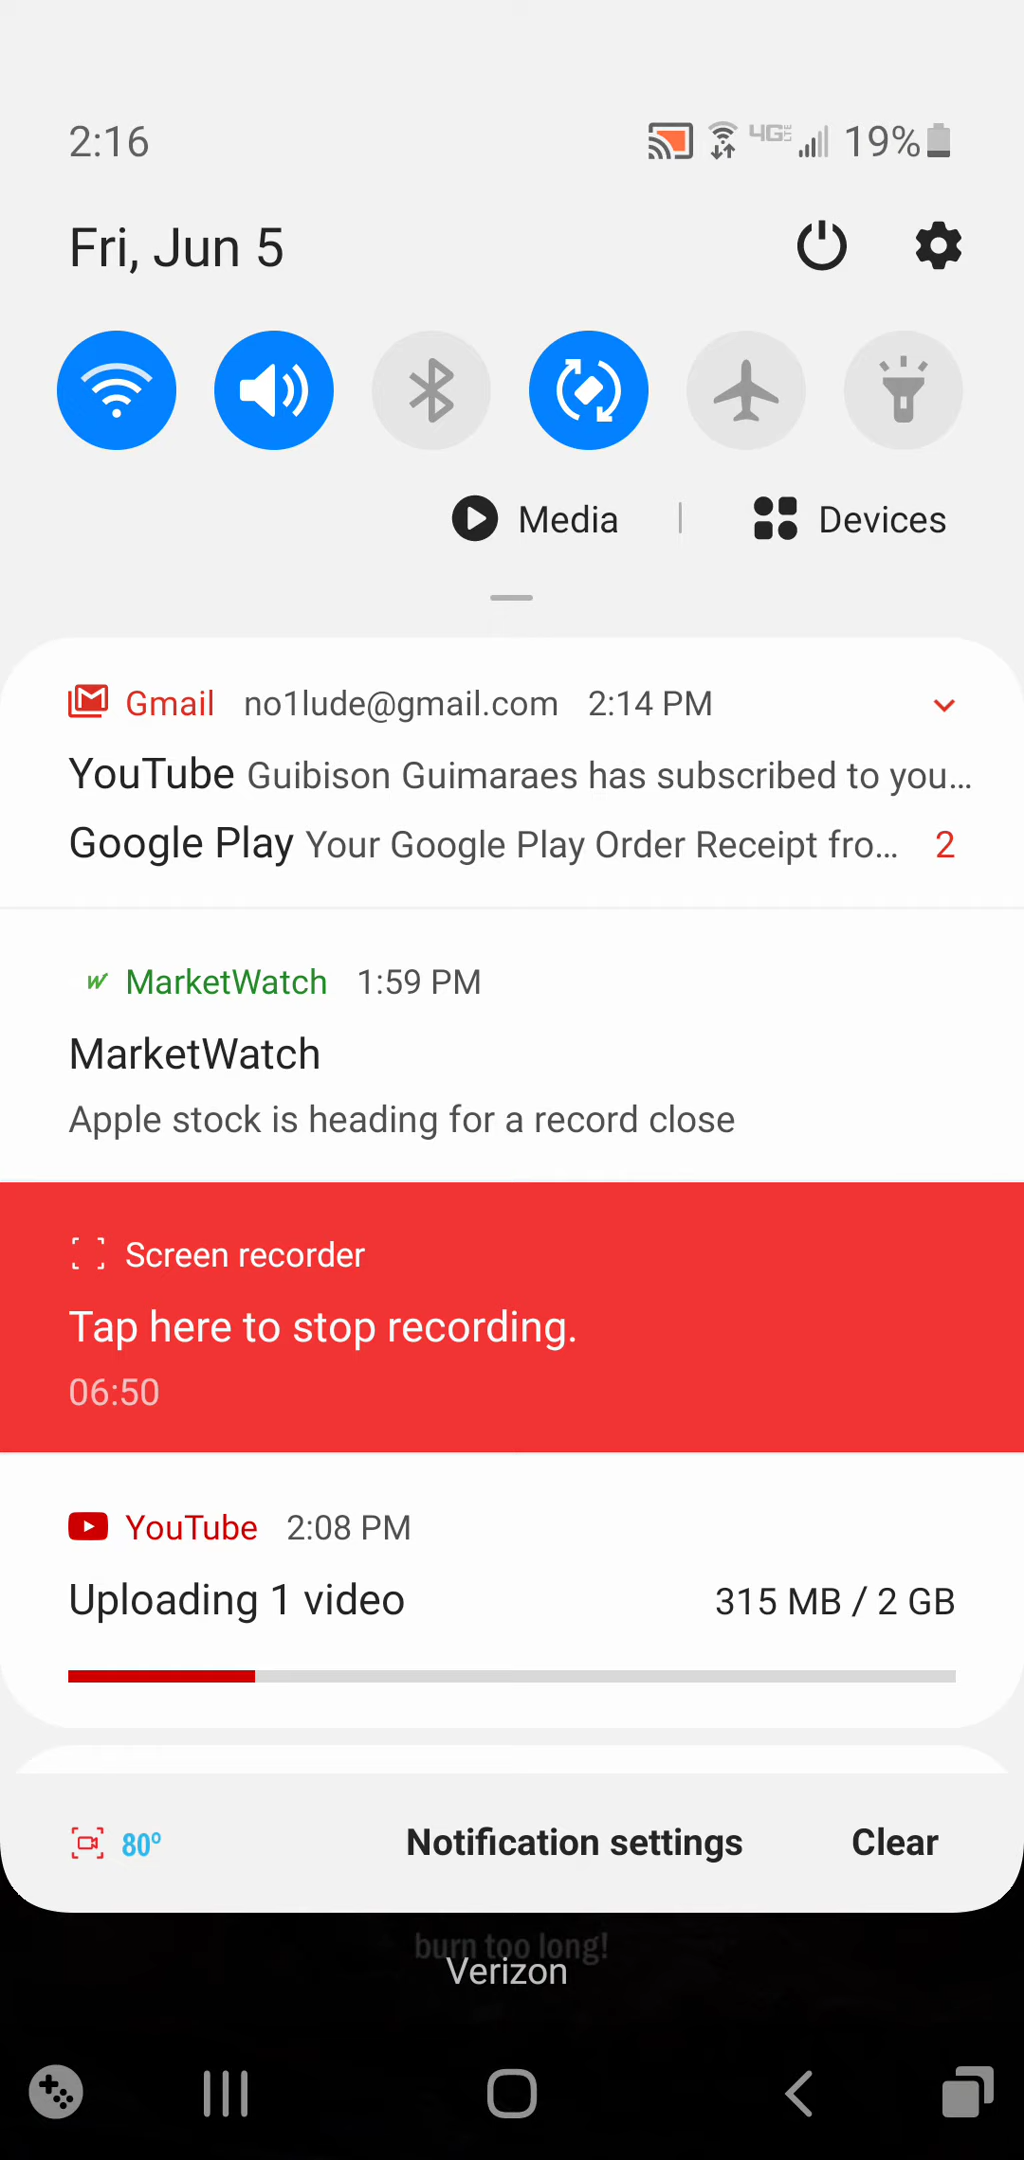 2:16
4G LTE 19%
Fri, Jun 5
Media | Devices
Gmail no1lude@gmail.com 2:14 PM
YouTube Guibison Guimaraes has subscribed to you...
Google Play Your Google Play Order Receipt fro... 2
MarketWatch 1:59 PM
MarketWatch
Apple stock is heading for a record close
Screen recorder
Tap here to stop recording.
06:50
YouTube 2:08 PM
Uploading 1 video 315 MB / 2 GB
80° Notification settings Clear
burn too long!
Verizon